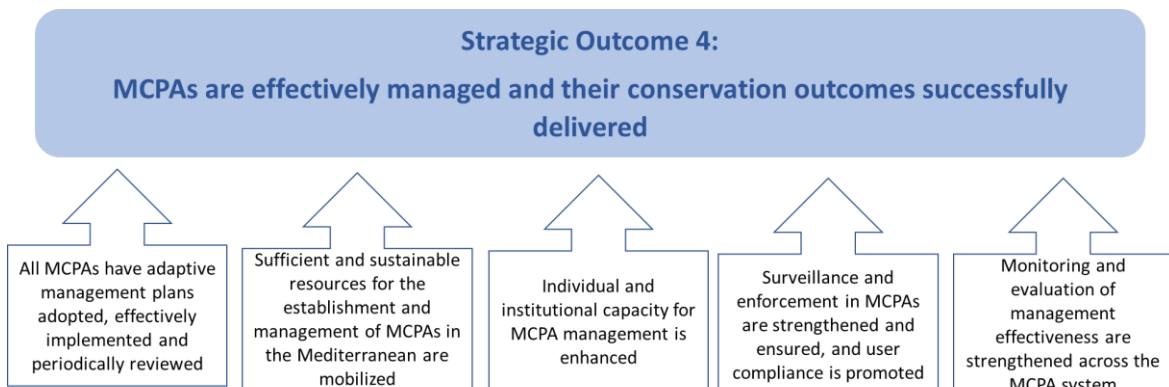 Strategic Outcome 4:
MCPAs are effectively managed and their conservation outcomes successfully
delivered
All MCPAs have adaptive
management plans
adopted, effectively
implemented and
periodically reviewed
Sufficient and sustainable
resources for the
establishment and
management of MCPAs in
the Mediterranean are
mobilized
Individual and
institutional capacity for
MCPA management is
enhanced
Surveillance and
enforcement in MCPAs
are strengthened and
ensured, and user
compliance is promoted
Monitoring and
evaluation of
management
effectiveness are
strengthened across the
MCPA system